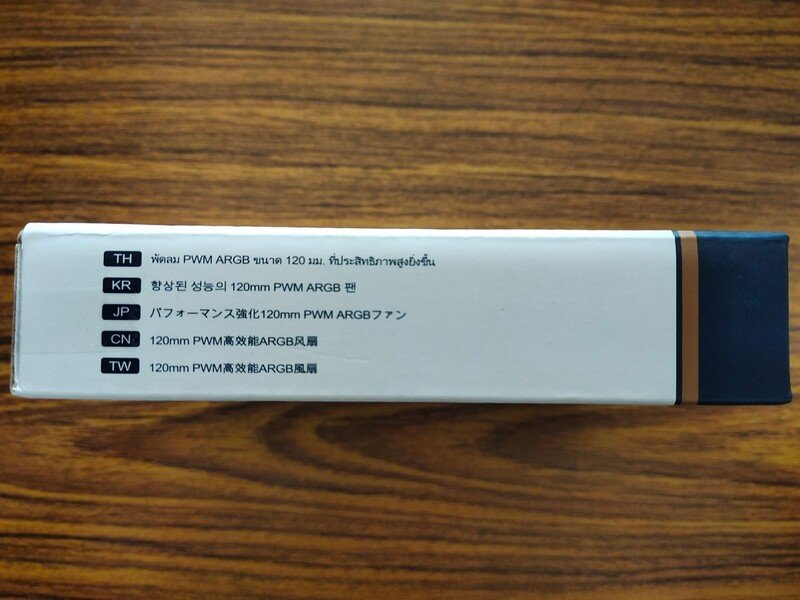 TH พัดลม PWM ARGB ขนาด 120 มม. ที่ประสิทธิภาพสูงยิ่งขึ้น
KR 향상된 성능의 120mm PWM ARGB 팬
JP パフォーマンス強化120mm PWM ARGBファン
CN 120mm PWM高效能ARGB风扇
TW 120mm PWM高效能ARGB風扇